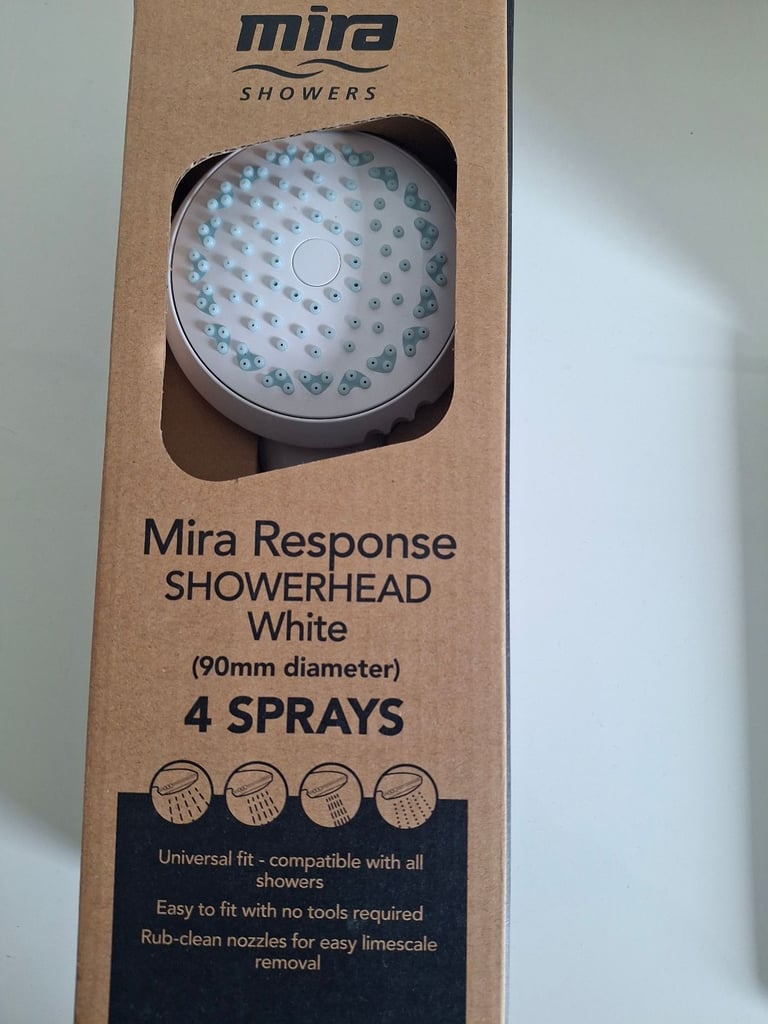 mira
SHOWERS
Mira Response
SHOWERHEAD
White
(90mm diameter)
4 SPRAYS
Universal fit - compatible with all
showers
Easy to fit with no tools required
Rub-clean nozzles for easy limescale
removal